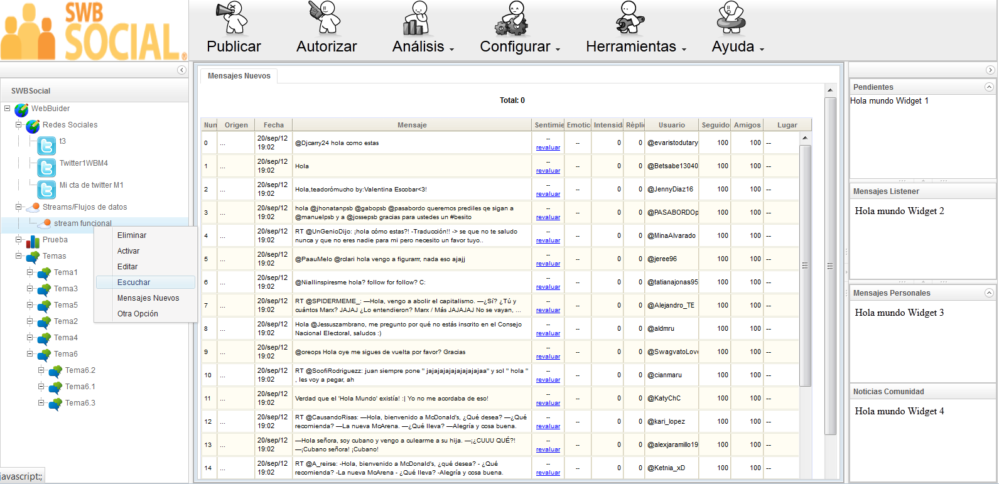 SWB
SOCIAL®
Publicar
Autorizar
Análisis
Configurar
Herramientas
Ayuda
SWBSocial
WebBuider
Redes Sociales
t3
Twitter1WBM4
Mi cta de twitter M1
Streams/Flujos de datos
stream funcional
Prueba
Temas
Tema1
Tema3
Tema5
Tema2
Tema4
Tema6
Tema6.2
Tema6.1
Tema6.3
Eliminar
Activar
Editar
Escuchar
Mensajes Nuevos
Otra Opción
javascript:;
Mensajes Nuevos
Total: 0
Nun Origen Fecha Mensaje Sentimie Emotic Intensida Réplic Usuario Seguido Amigos Lugar
0 ... 20/sep/12 19:02 @Djcarry24 hola como estas -- revaluar -- 0 0 @evaristodutary 100 100 --
1 ... 20/sep/12 19:02 Hola -- revaluar -- 0 0 @Betsabe13040 100 100 --
2 ... 20/sep/12 19:02 Hola,teadorómucho by:Valentina Escobar<3! -- revaluar -- 0 0 @JennyDiaz16 100 100 --
3 ... 20/sep/12 19:02 hola @jhonatanpsb @gabopsb @pasabordo queremos prediles qe sigan a
@manuelpsb y a @jossepsb gracias para ustedes un #besito -- revaluar -- 0 0 @PASABORDOp 100 100 --
4 ... 20/sep/12 19:02 RT @UnGenioDijo: ¡hola cómo estas?! -Traducción!! -> se que no te saludo
nunca y que no eres nadie para mi pero necesito un favor tuyo.. -- revaluar -- 0 0 @MinaAlvarado 100 100 --
5 ... 20/sep/12 19:02 @PaauMelo @rclari hola vengo a figurarrr, nada eso ajajj -- revaluar -- 0 0 @jeree96 100 100 --
6 ... 20/sep/12 19:02 @Niallinspiresme hola? follow for follow? C: -- revaluar -- 0 0 @tatianajonas95 100 100 --
7 ... 20/sep/12 19:02 RT @SPIDERMEME_: —Hola, vengo a abolir el capitalismo. —¿Sí? ¿Tú y
cuántos Marx? JAJAJ ¿Lo entendieron? Marx / Más JAJAJAJ No se vayan, ... -- revaluar -- 0 0 @Alejandro_TE 100 100 --
8 ... 20/sep/12 19:02 Hola @Jessuszambrano, me pregunto por qué no estás inscrito en el Consejo
Nacional Electoral, saludos :) -- revaluar -- 0 0 @aldmru 100 100 --
9 ... 20/sep/12 19:02 @oreops Hola oye me sigues de vuelta por favor? Gracias -- revaluar -- 0 0 @SwagvatoLove 100 100 --
10 ... 20/sep/12 19:02 RT @SoofiRodriguezz: juan siempre pone " jajajajajajajajajajaa" y sol " hola "
, les voy a pegar, ah -- revaluar -- 0 0 @cianmaru 100 100 --
11 ... 20/sep/12 19:02 Verdad que el 'Hola Mundo' existía! :| Yo no me acordaba de eso! -- revaluar -- 0 0 @KatyChC 100 100 --
12 ... 20/sep/12 19:02 RT @CausandoRisas: —Hola, bienvenido a McDonald's, ¿Qué desea? —¿Qué
recomienda? —La nueva McArena. —¿Qué lleva? —Alegría y cosa buena. -- revaluar -- 0 0 @kari_lopez 100 100 --
13 ... 20/sep/12 19:02 —Hola señora, soy cubano y vengo a culearme a su hija. —¡¿CUUU QUÉ?!
—¡Cubano señora! ¡Cubano! -- revaluar -- 0 0 @alexjaramillo19 100 100 --
14 ... 20/sep/12 19:02 RT @A_reirse: -Hola, bienvenido a McDonald's, ¿qué desea? - ¿Qué
recomienda? -La nueva McArena - ¿Qué lleva? -Alegría y cosa buena. -- revaluar -- 0 0 @Ketnia_xD 100 100 --
Pendientes
Hola mundo Widget 1
Mensajes Listener
Hola mundo Widget 2
Mensajes Personales
Hola mundo Widget 3
Noticias Comunidad
Hola mundo Widget 4